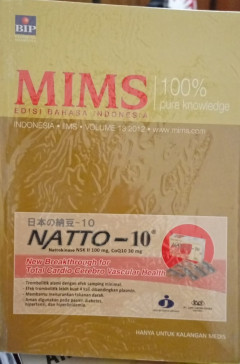 BIP
MIMS
EDISI BAHASA INDONESIA
100%
pure knowledge
INDONESIA • IIMS • VOLUME 13 2012 • www.mims.com
日本の納豆-10
NATTO-10®
Nattokinase NSK II 100 mg, CoQ10 30 mg
New Breakthrough for
Total Cardio Cerebro Vascular Health
HANYA UNTUK KALANGAN MEDIS